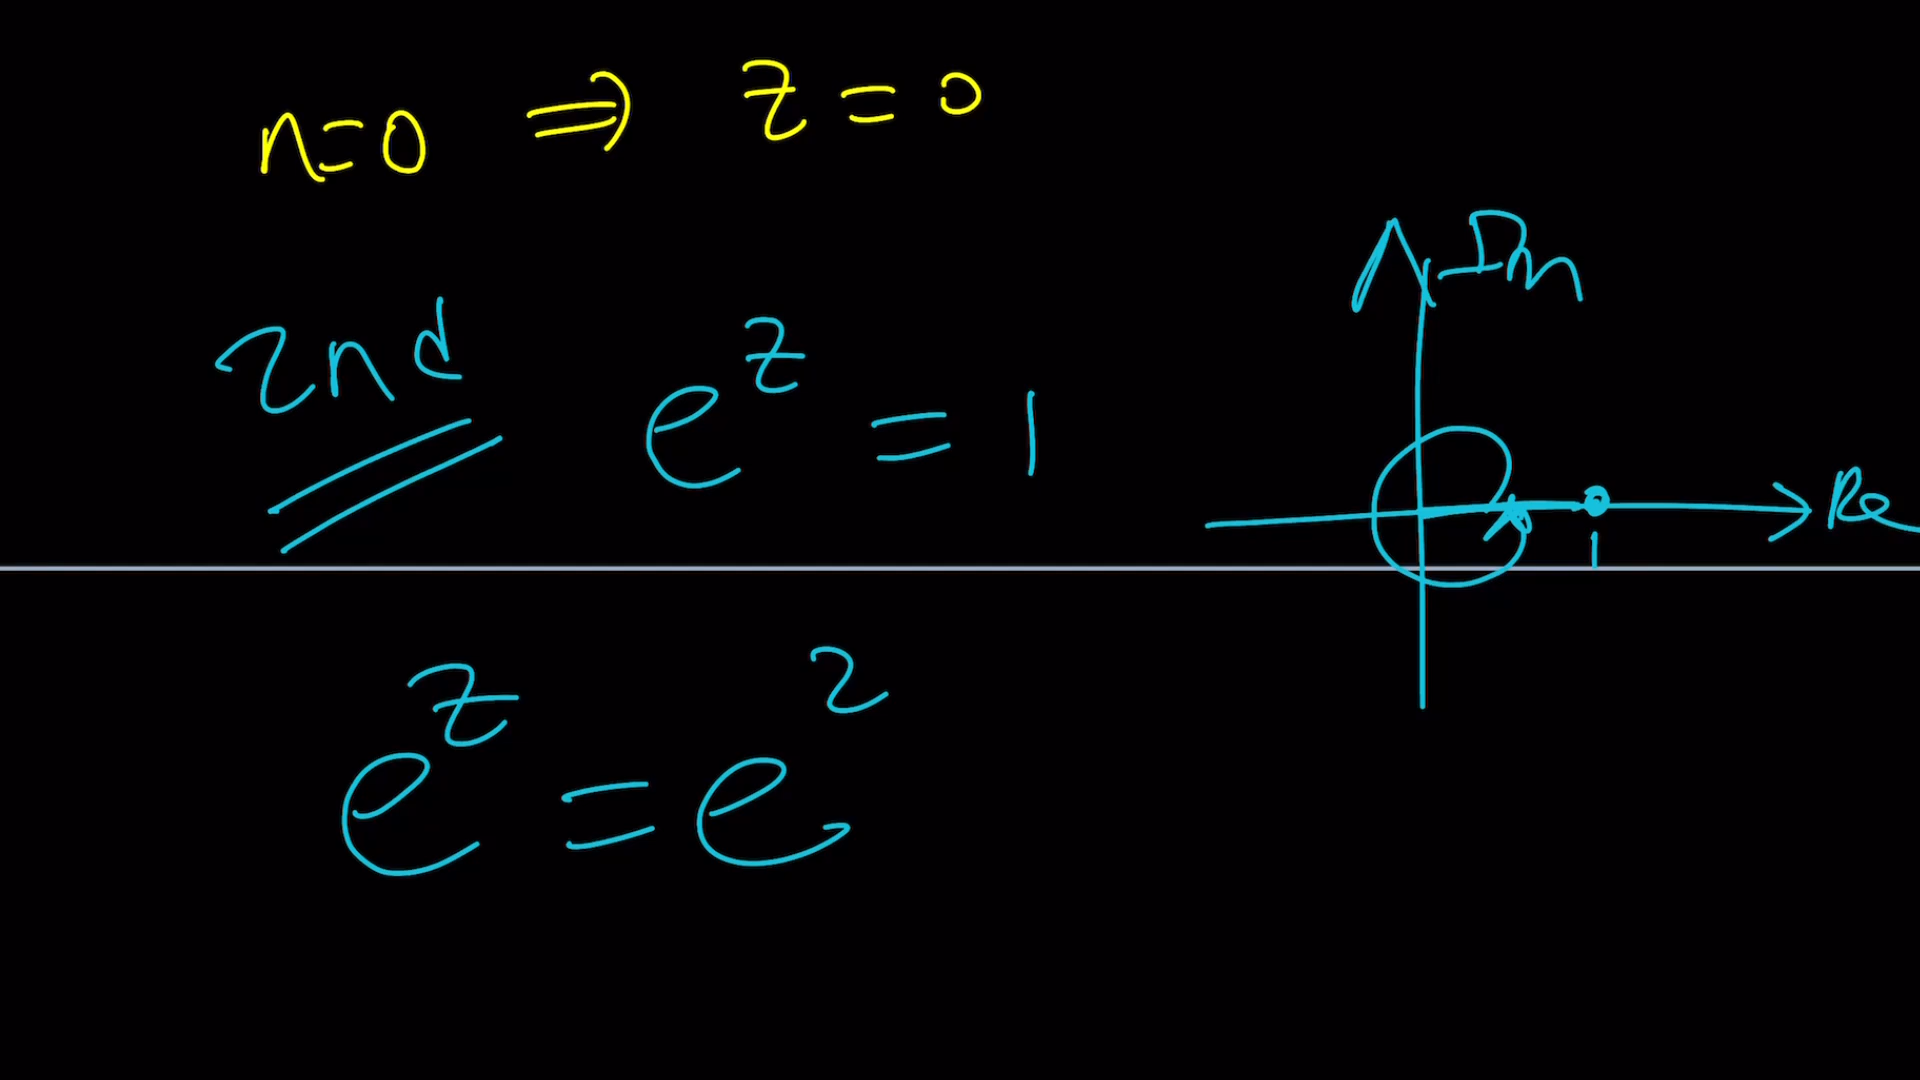 n=0 ⇒ z = 0
Im
2nd e^z = 1
Re
1
e^z = e^2